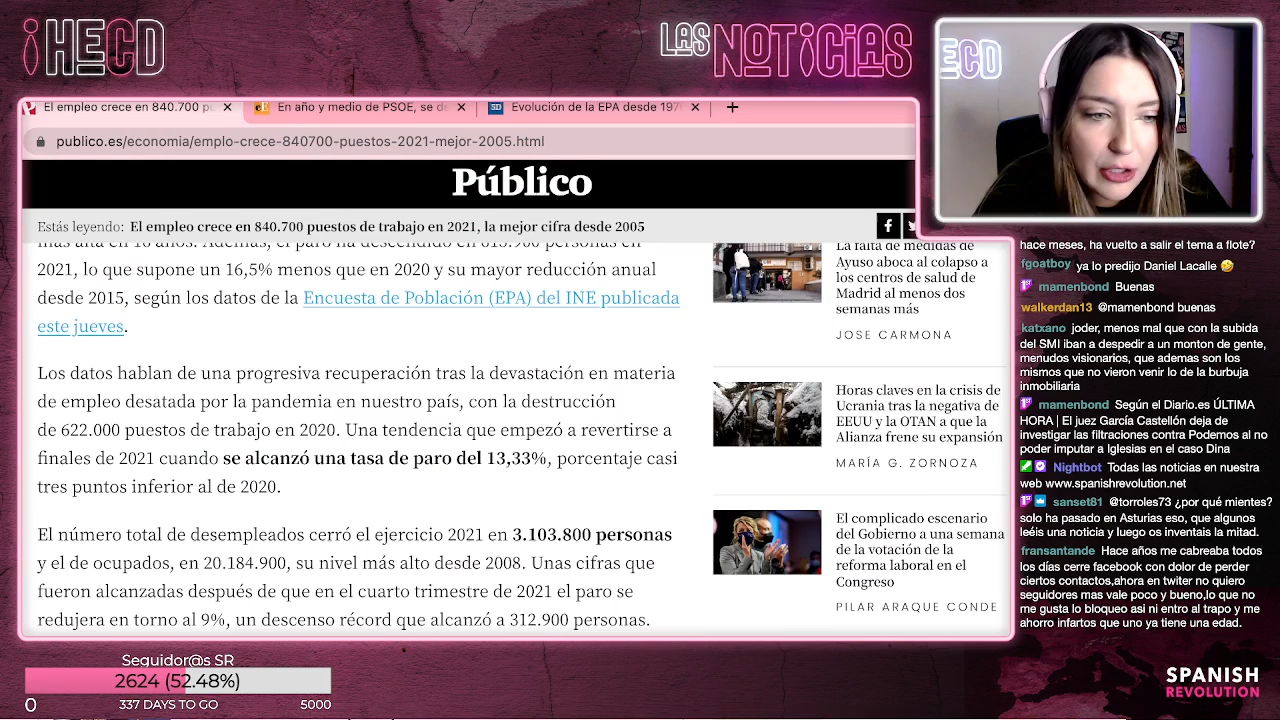 ¡HECD
LAS NOTICIAS
ECD
El empleo crece en 840.700 pu
En año y medio de PSOE, se de
SD
Evolución de la EPA desde 197
publico.es/economia/emplo-crece-840700-puestos-2021-mejor-2005.html
Público
Estás leyendo: El empleo crece en 840.700 puestos de trabajo en 2021, la mejor cifra desde 2005
más alta en 16 años. Además, el paro ha descendido en 615.900 personas en
2021, lo que supone un 16,5% menos que en 2020 y su mayor reducción anual
desde 2015, según los datos de la Encuesta de Población (EPA) del INE publicada
este jueves.
Los datos hablan de una progresiva recuperación tras la devastación en materia
de empleo desatada por la pandemia en nuestro país, con la destrucción
de 622.000 puestos de trabajo en 2020. Una tendencia que empezó a revertirse a
finales de 2021 cuando se alcanzó una tasa de paro del 13,33%, porcentaje casi
tres puntos inferior al de 2020.
El número total de desempleados cerró el ejercicio 2021 en 3.103.800 personas
y el de ocupados, en 20.184.900, su nivel más alto desde 2008. Unas cifras que
fueron alcanzadas después de que en el cuarto trimestre de 2021 el paro se
redujera en torno al 9%, un descenso récord que alcanzó a 312.900 personas.
La falta de medidas de
Ayuso aboca al colapso a
los centros de salud de
Madrid al menos dos
semanas más
JOSE CARMONA
Horas claves en la crisis de
Ucrania tras la negativa de
EEUU y la OTAN a que la
Alianza frene su expansión
MARÍA G. ZORNOZA
El complicado escenario
del Gobierno a una semana
de la votación de la
reforma laboral en el
Congreso
PILAR ARAQUE CONDE
hace meses, ha vuelto a salir el tema a flote?
fgoatboy ya lo predijo Daniel Lacalle 🤣
mamenbond Buenas
walkerdan13 @mamenbond buenas
katxano joder, menos mal que con la subida
del SMI iban a despedir a un monton de gente,
menudos visionarios, que ademas son los
mismos que no vieron venir lo de la burbuja
inmobiliaria
mamenbond Según el Diario.es ÚLTIMA
HORA | El juez García Castellón deja de
investigar las filtraciones contra Podemos al no
poder imputar a Iglesias en el caso Dina
Nightbot Todas las noticias en nuestra
web www.spanishrevolution.net
sanset81 @torroles73 ¿por qué mientes?
solo ha pasado en Asturias eso, que algunos
leéis una noticia y luego os inventais la mitad.
fransantande Hace años me cabreaba todos
los días cerre facebook con dolor de perder
ciertos contactos,ahora en twiter no quiero
seguidores mas vale poco y bueno,lo que no
me gusta lo bloqueo asi ni entro al trapo y me
ahorro infartos que uno ya tiene una edad.
Seguidor@s SR
2624 (52.48%)
0
337 DAYS TO GO
5000
SPANISH
REVOLUTION